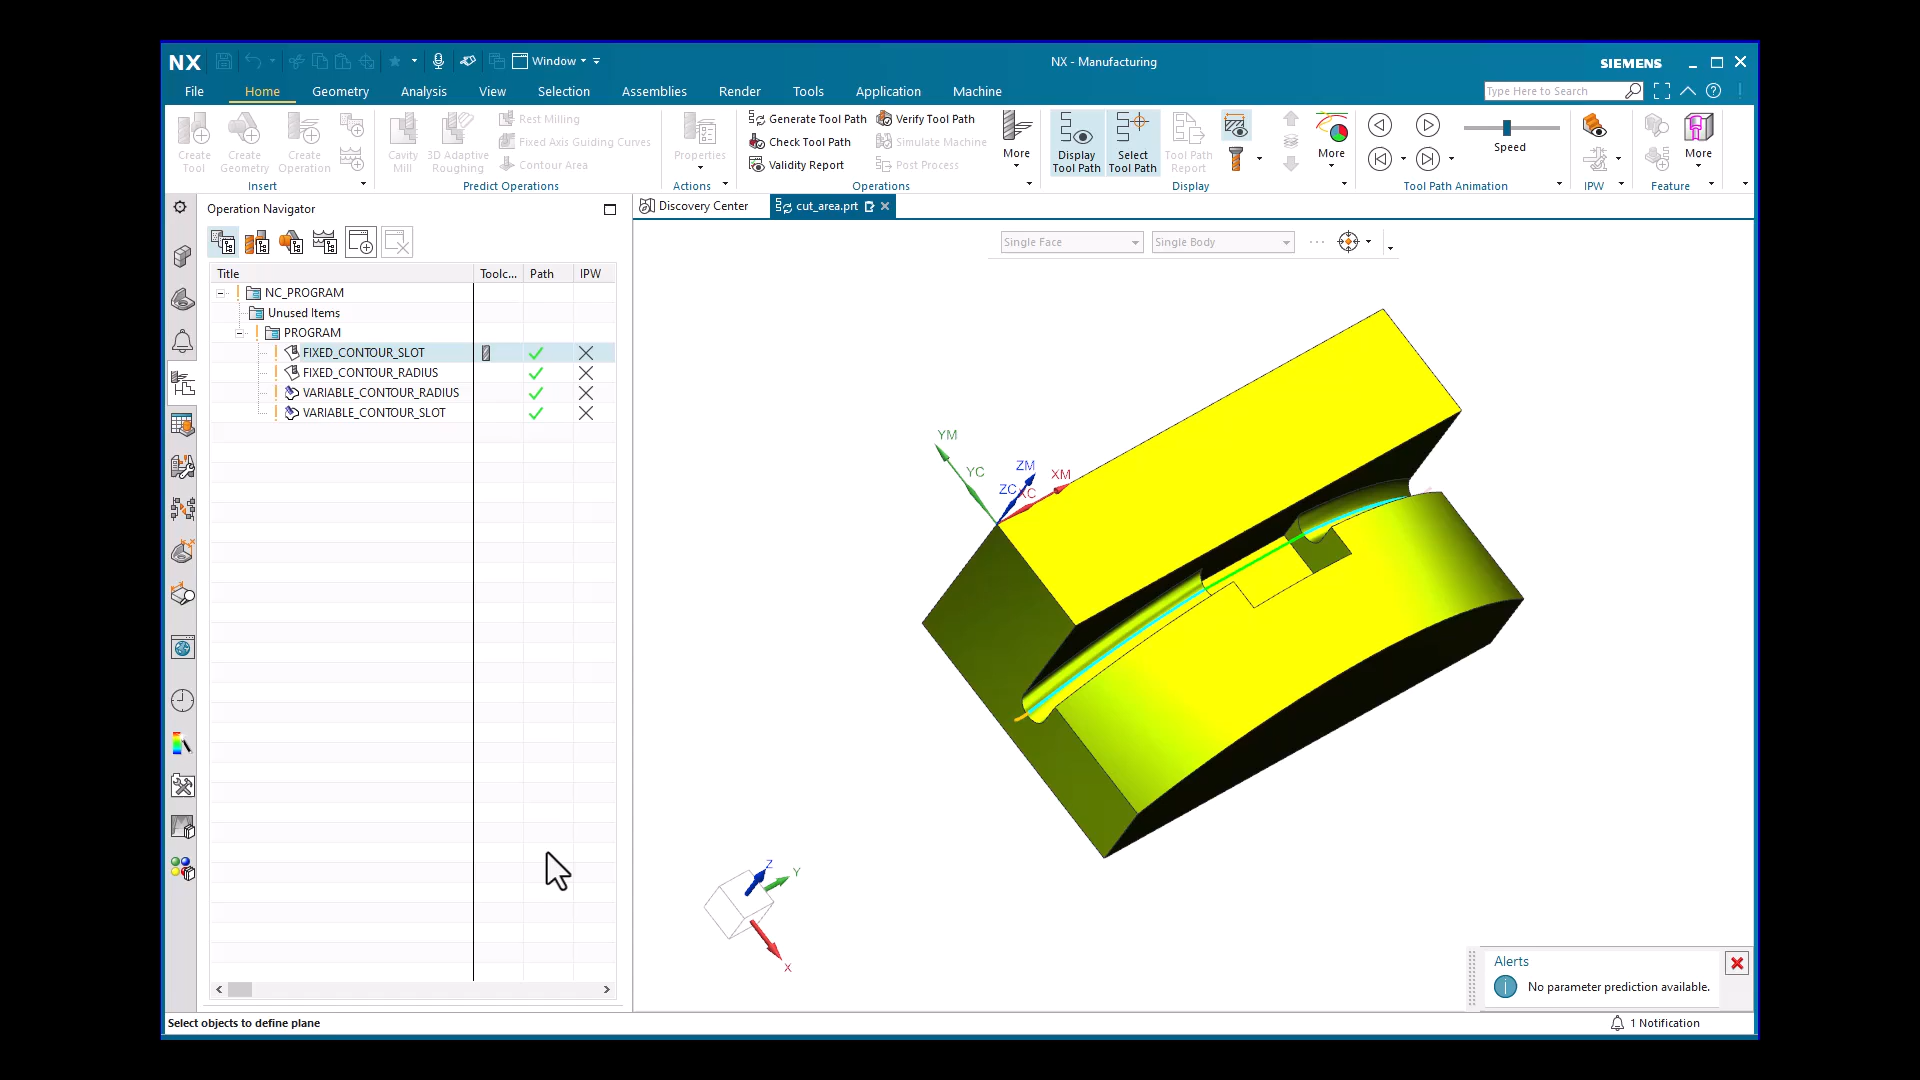 NX
Window
NX - Manufacturing
SIEMENS
File
Home
Geometry
Analysis
View
Selection
Assemblies
Render
Tools
Application
Machine
Type Here to Search
Create Tool
Create Geometry
Create Operation
Insert
Cavity Mill
3D Adaptive Roughing
Rest Milling
Fixed Axis Guiding Curves
Contour Area
Predict Operations
Properties
Actions
Generate Tool Path
Check Tool Path
Validity Report
Verify Tool Path
Simulate Machine
Post Process
More
Operations
Display Tool Path
Select Tool Path
Tool Path Report
More
Display
Speed
Tool Path Animation
IPW
More
Feature
Operation Navigator
Discovery Center
cut_area.prt
Single Face
Single Body
Title
Toolc...
Path
IPW
NC_PROGRAM
Unused Items
PROGRAM
FIXED_CONTOUR_SLOT
FIXED_CONTOUR_RADIUS
VARIABLE_CONTOUR_RADIUS
VARIABLE_CONTOUR_SLOT
YM
YC
ZM
XM
ZC
XC
Z
Y
X
Alerts
No parameter prediction available.
Select objects to define plane
1 Notification